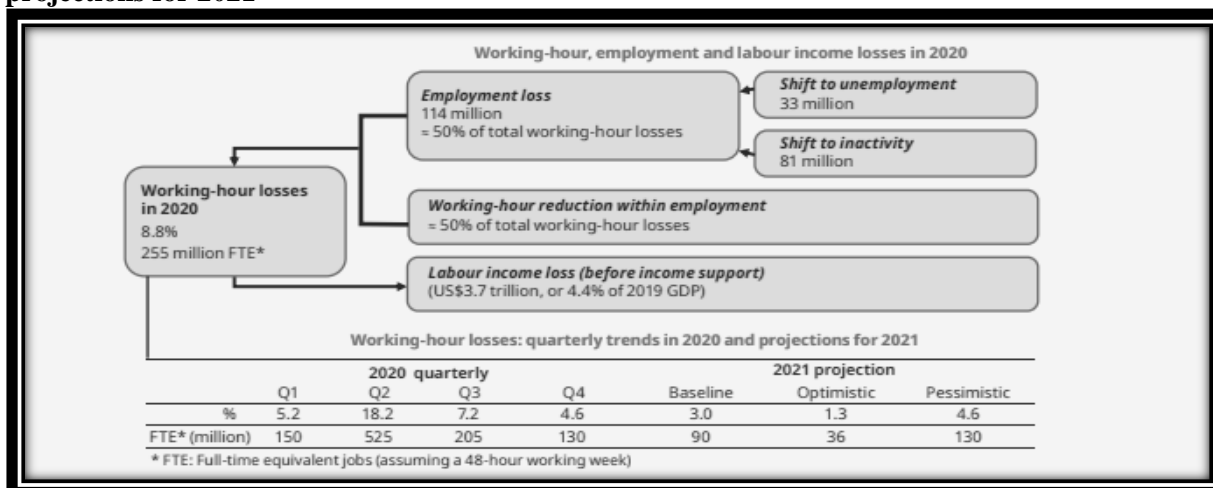 projections for 2021
Working-hour, employment and labour income losses in 2020
Employment loss
114 million
≈ 50% of total working-hour losses
Shift to unemployment
33 million
Shift to inactivity
81 million
Working-hour losses
in 2020
8.8%
255 million FTE*
Working-hour reduction within employment
≈ 50% of total working-hour losses
Labour income loss (before income support)
(US$3.7 trillion, or 4.4% of 2019 GDP)
Working-hour losses: quarterly trends in 2020 and projections for 2021
2020 quarterly 2021 projection
Q1 Q2 Q3 Q4 Baseline Optimistic Pessimistic
% 5.2 18.2 7.2 4.6 3.0 1.3 4.6
FTE* (million) 150 525 205 130 90 36 130
* FTE: Full-time equivalent jobs (assuming a 48-hour working week)